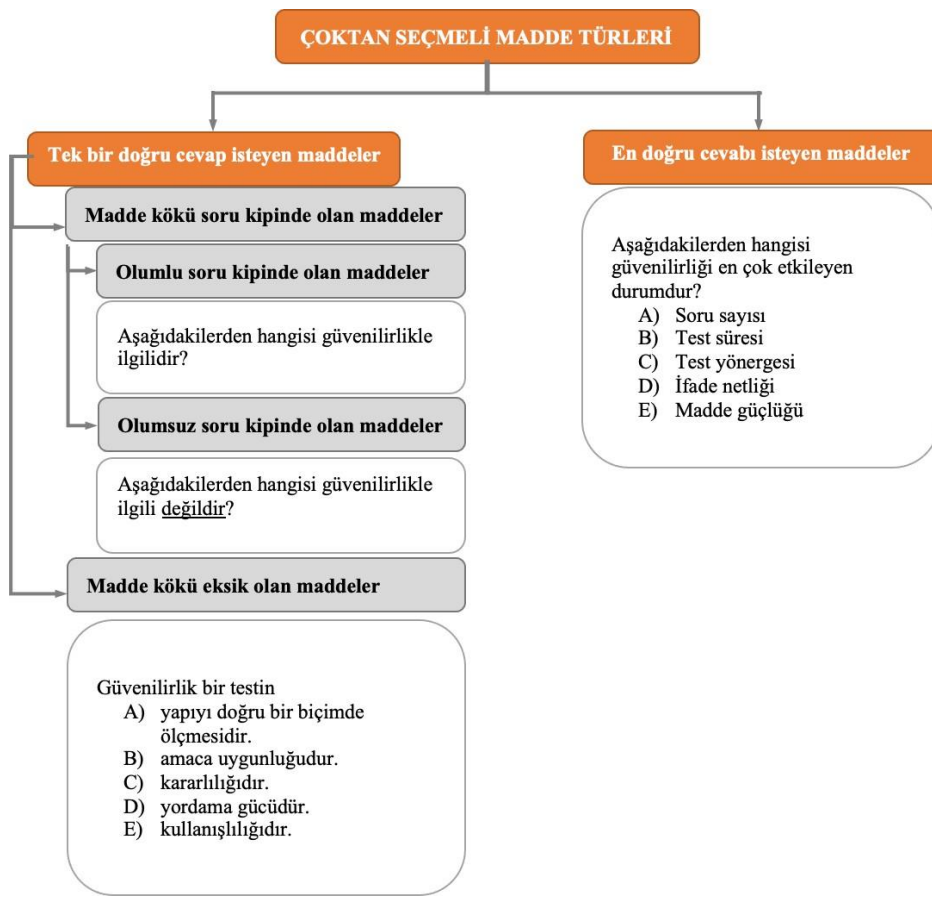 ÇOKTAN SEÇMELİ MADDE TÜRLERİ
Tek bir doğru cevap isteyen maddeler
Madde kökü soru kipinde olan maddeler
Olumlu soru kipinde olan maddeler
Aşağıdakilerden hangisi güvenilirlikle
ilgilidir?
Olumsuz soru kipinde olan maddeler
Aşağıdakilerden hangisi güvenilirlikle
ilgili değildir?
Madde kökü eksik olan maddeler
Güvenilirlik bir testin
A) yapıyı doğru bir biçimde
ölçmesidir.
B) amaca uygunluğudur.
C) kararlılığıdır.
D) yordama gücüdür.
E) kullanışlılığıdır.
En doğru cevabı isteyen maddeler
Aşağıdakilerden hangisi
güvenilirliği en çok etkileyen
durumdur?
A) Soru sayısı
B) Test süresi
C) Test yönergesi
D) İfade netliği
E) Madde güçlüğü